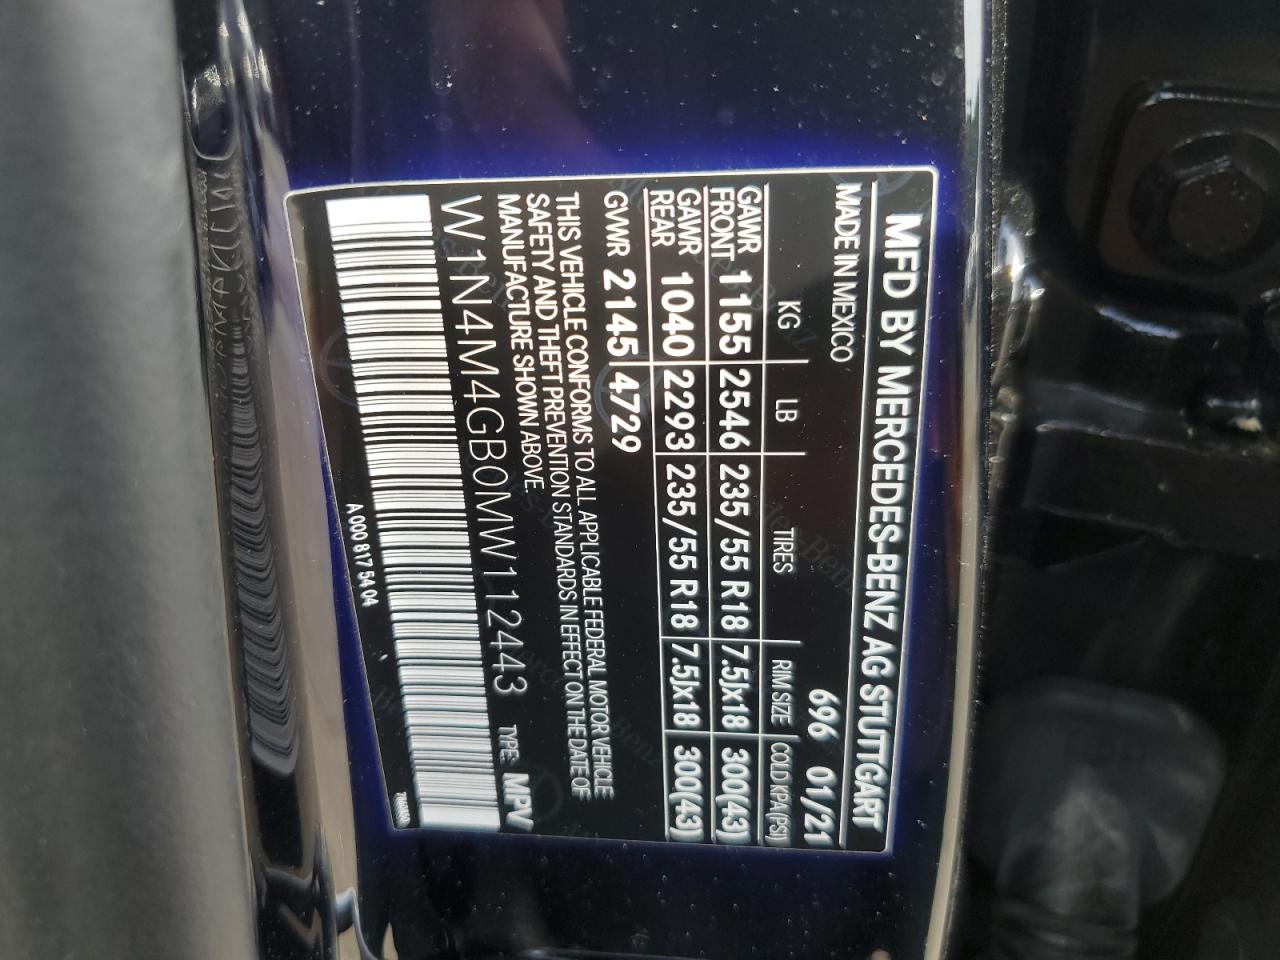 MFD BY MERCEDES-BENZ AG STUTTGART
MADE IN MEXICO 696 01/21
KG LB TIRES RIM SIZE COLD KPA(PSI)
GAWR FRONT 1155 2546 235/55 R18 7.5Jx18 300(43)
GAWR REAR 1040 2293 235/55 R18 7.5Jx18 300(43)
GVWR 2145 4729
THIS VEHICLE CONFORMS TO ALL APPLICABLE FEDERAL MOTOR VEHICLE
SAFETY AND THEFT PREVENTION STANDARDS IN EFFECT ON THE DATE OF
MANUFACTURE SHOWN ABOVE.
W1N4M4GB0MW112443 TYPE: MPV
A 000 817 54 04